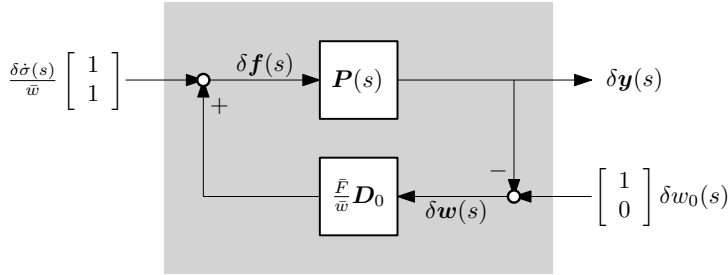 δσ̇(s)/w̄ [ 1 1 ]
δf(s)
P(s)
δy(s)
+
−
F̄/w̄ D₀
δw(s)
[ 1 0 ] δw₀(s)